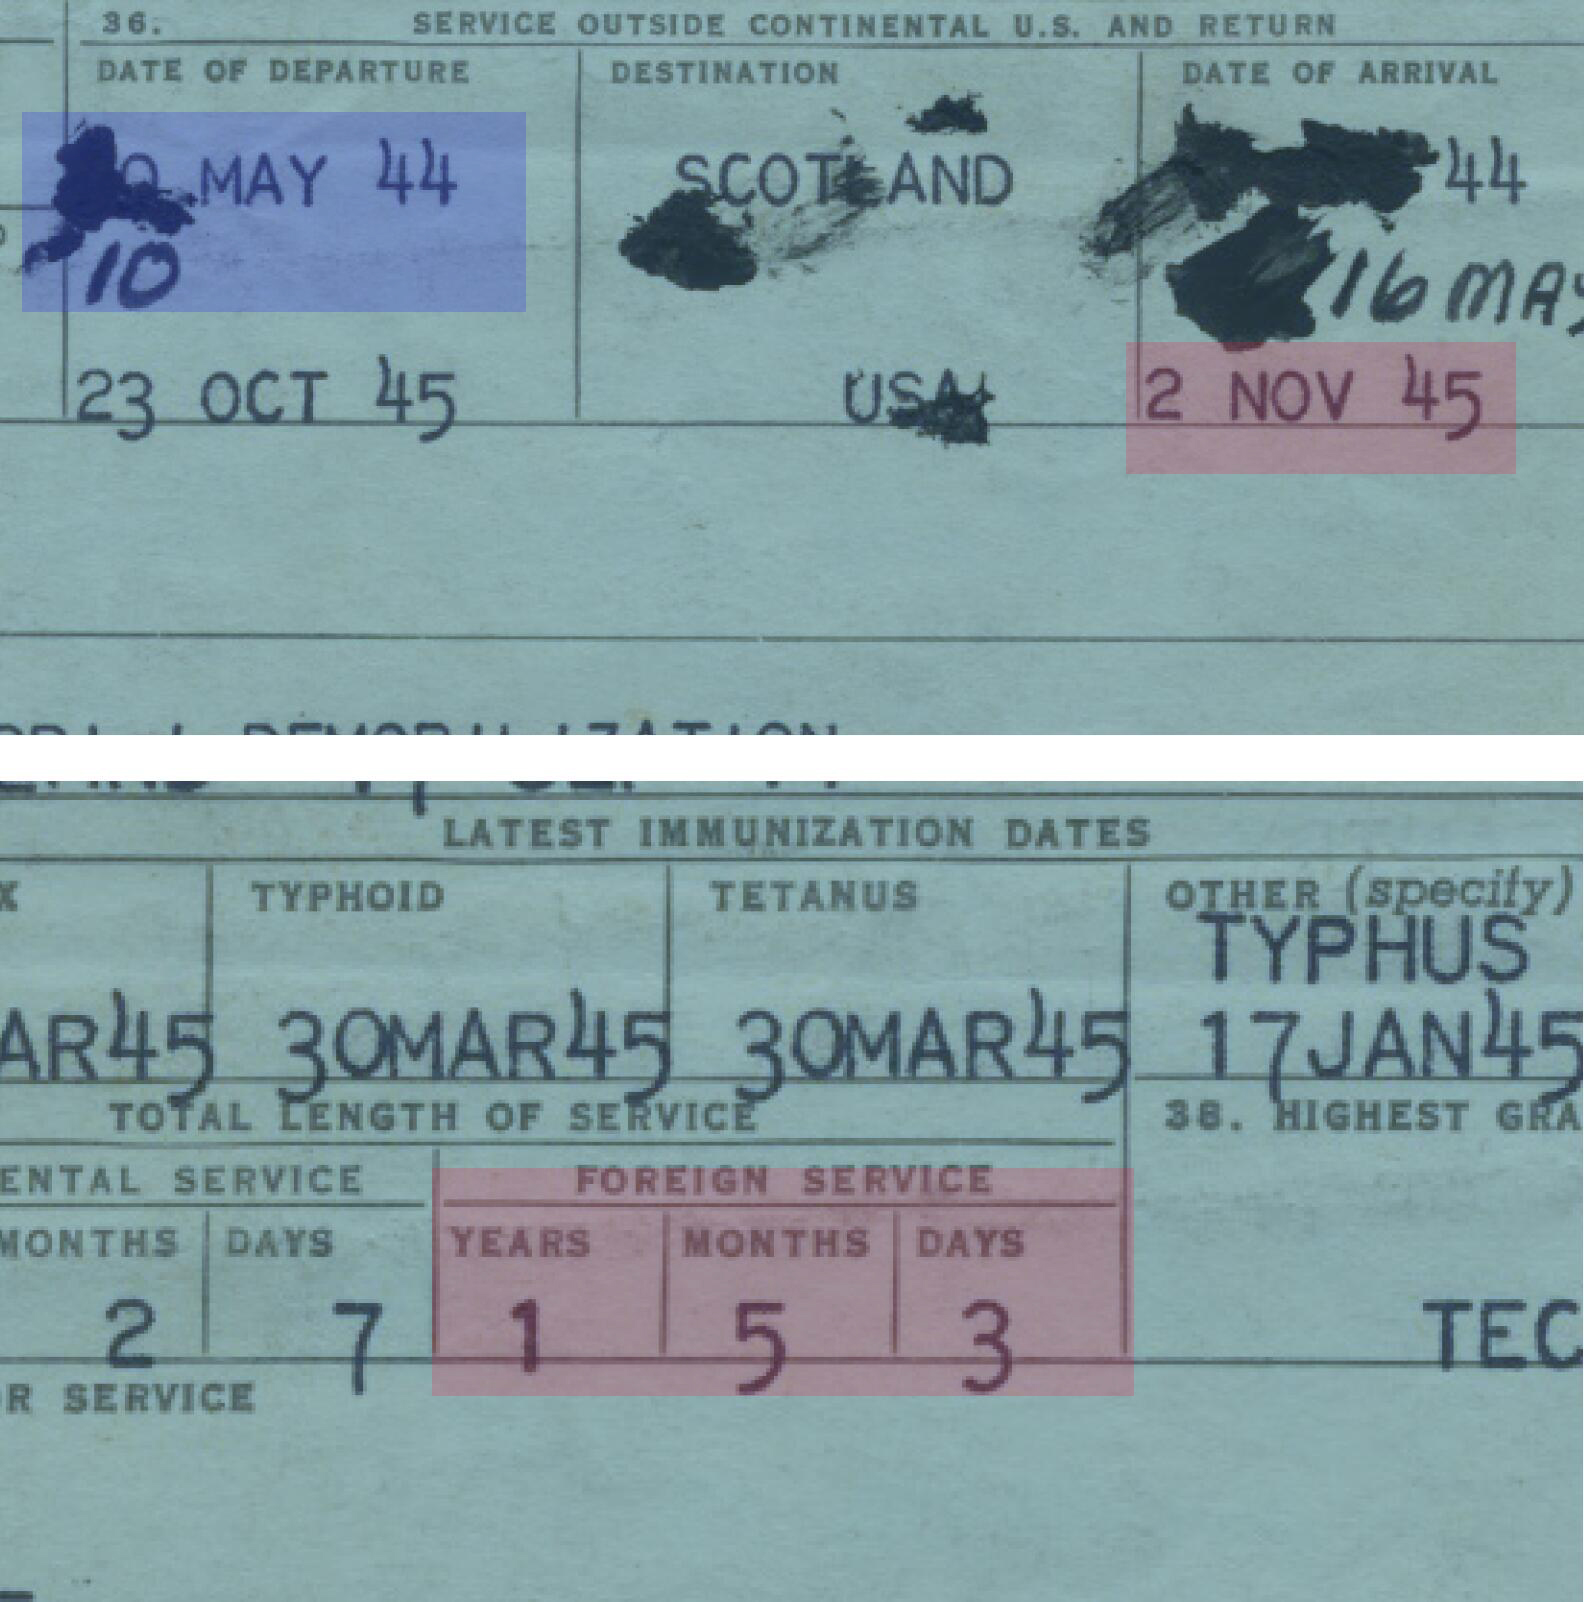 36. SERVICE OUTSIDE CONTINENTAL U.S. AND RETURN
DATE OF DEPARTURE DESTINATION DATE OF ARRIVAL
0 MAY 44 SCOTLAND 44
10 16 MAY
23 OCT 45 USA 2 NOV 45
DEMOBILIZATION
LATEST IMMUNIZATION DATES
X TYPHOID TETANUS OTHER (specify)
TYPHUS
AR45 30MAR45 30MAR45 17JAN45
TOTAL LENGTH OF SERVICE 38. HIGHEST GRA
ENTAL SERVICE FOREIGN SERVICE
MONTHS DAYS YEARS MONTHS DAYS
2 7 1 5 3 TEC
R SERVICE